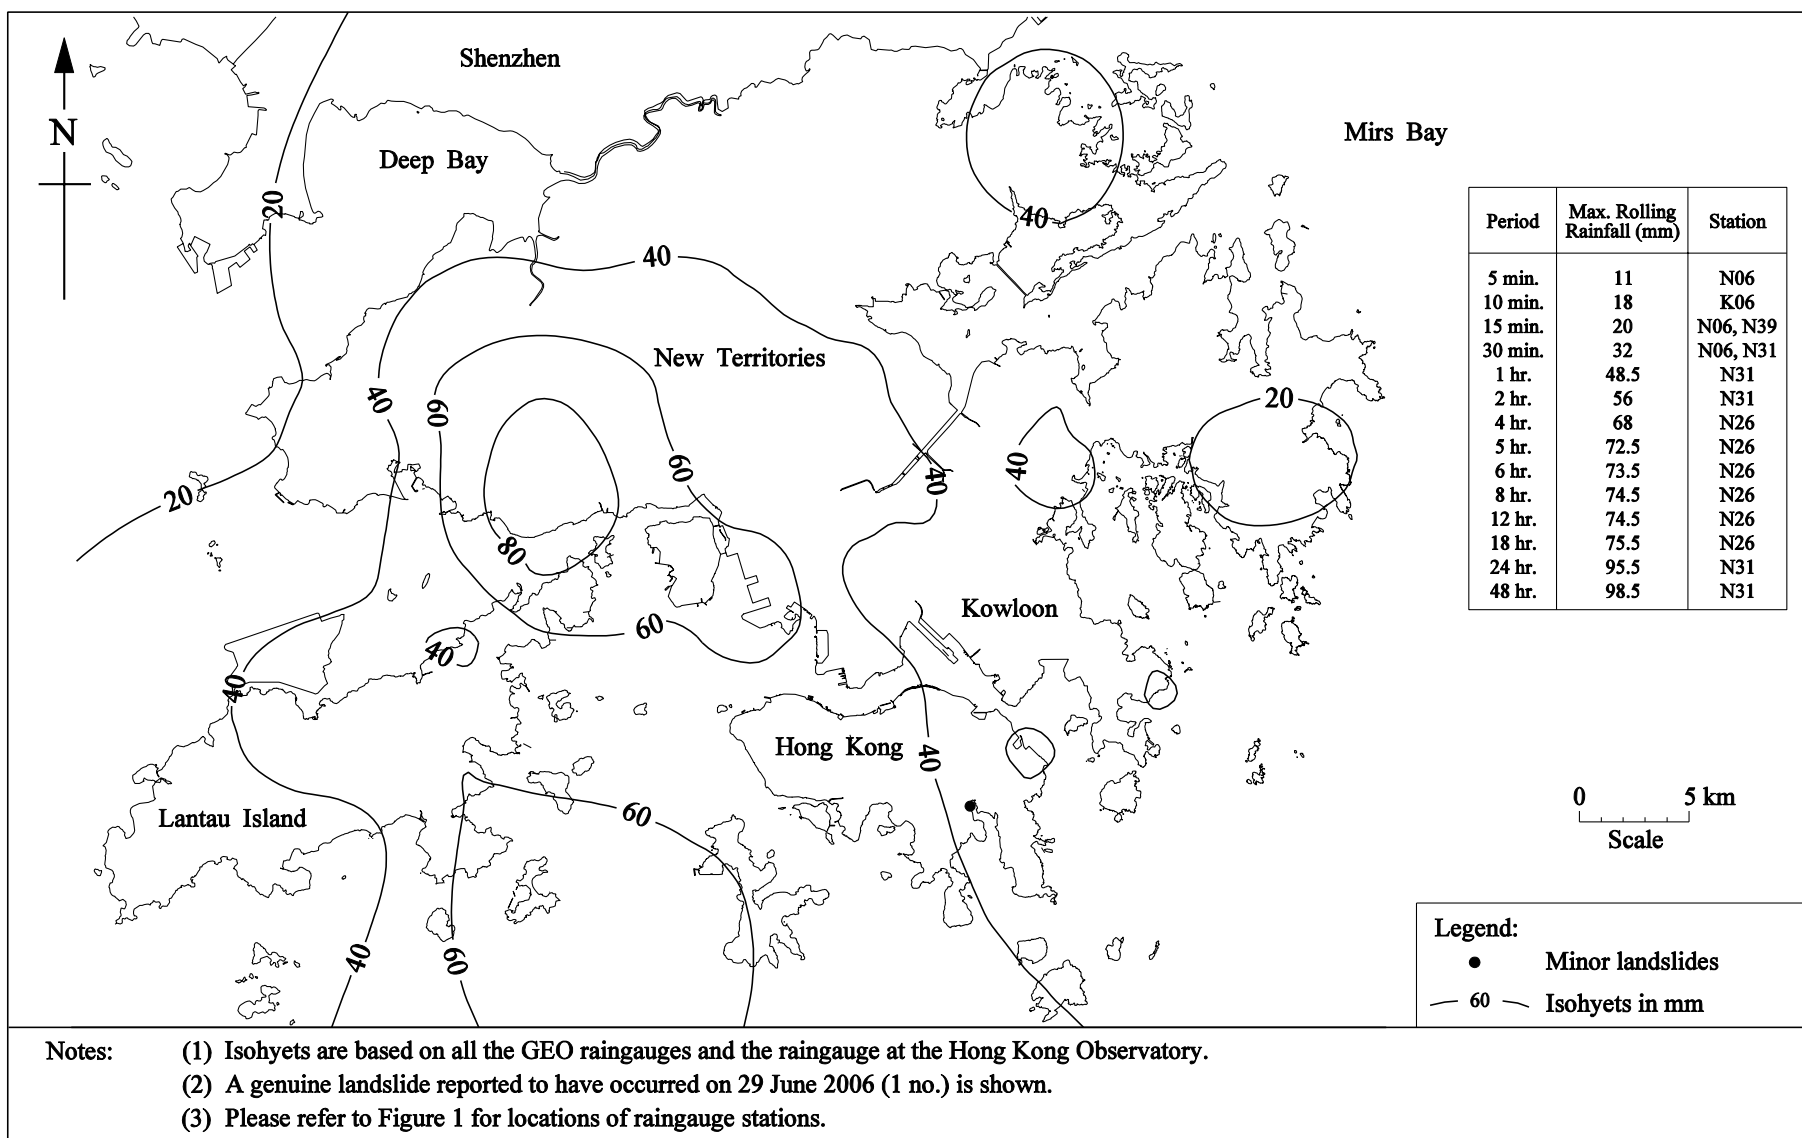 Shenzhen
N
Deep Bay
Mirs Bay
20
40
40
New Territories
40
60
60
20
40
40
20
80
60
Kowloon
40
40
Hong Kong
40
Lantau Island
60
40
60
Period Max. Rolling Rainfall (mm) Station
5 min. 11 N06
10 min. 18 K06
15 min. 20 N06, N39
30 min. 32 N06, N31
1 hr. 48.5 N31
2 hr. 56 N31
4 hr. 68 N26
5 hr. 72.5 N26
6 hr. 73.5 N26
8 hr. 74.5 N26
12 hr. 74.5 N26
18 hr. 75.5 N26
24 hr. 95.5 N31
48 hr. 98.5 N31
0 5 km
Scale
Legend:
Minor landslides
60 Isohyets in mm
Notes: (1) Isohyets are based on all the GEO raingauges and the raingauge at the Hong Kong Observatory.
(2) A genuine landslide reported to have occurred on 29 June 2006 (1 no.) is shown.
(3) Please refer to Figure 1 for locations of raingauge stations.